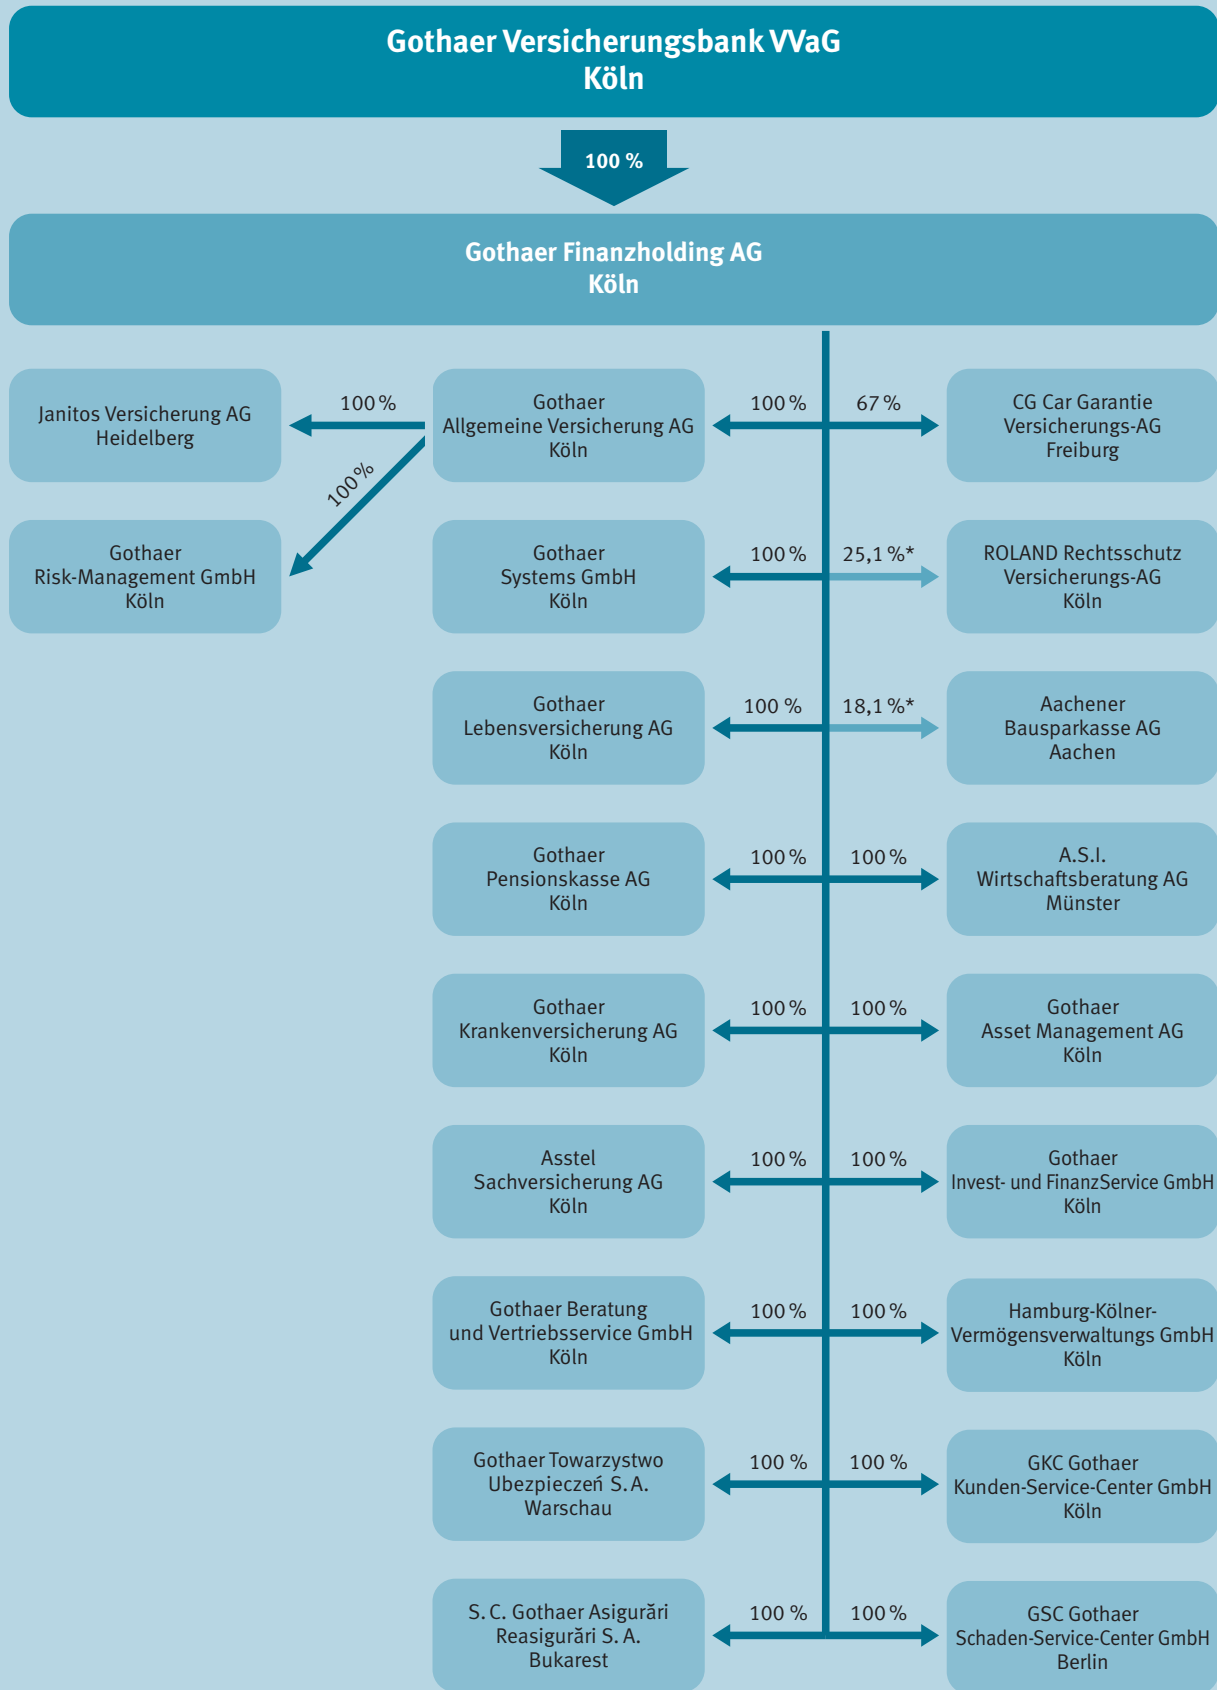 Gothaer Versicherungsbank VVaG
Köln
100 %
Gothaer Finanzholding AG
Köln
Janitos Versicherung AG
Heidelberg
100 %
Gothaer
Allgemeine Versicherung AG
Köln
100 %
67 %
CG Car Garantie
Versicherungs-AG
Freiburg
100 %
Gothaer
Risk-Management GmbH
Köln
Gothaer
Systems GmbH
Köln
100 %
25,1 %*
ROLAND Rechtsschutz
Versicherungs-AG
Köln
Gothaer
Lebensversicherung AG
Köln
100 %
18,1 %*
Aachener
Bausparkasse AG
Aachen
Gothaer
Pensionskasse AG
Köln
100 %
100 %
A.S.I.
Wirtschaftsberatung AG
Münster
Gothaer
Krankenversicherung AG
Köln
100 %
100 %
Gothaer
Asset Management AG
Köln
Asstel
Sachversicherung AG
Köln
100 %
100 %
Gothaer
Invest- und FinanzService GmbH
Köln
Gothaer Beratung
und Vertriebsservice GmbH
Köln
100 %
100 %
Hamburg-Kölner-
Vermögensverwaltungs GmbH
Köln
Gothaer Towarzystwo
Ubezpieczeń S. A.
Warschau
100 %
100 %
GKC Gothaer
Kunden-Service-Center GmbH
Köln
S. C. Gothaer Asigurări
Reasigurări S. A.
Bukarest
100 %
100 %
GSC Gothaer
Schaden-Service-Center GmbH
Berlin